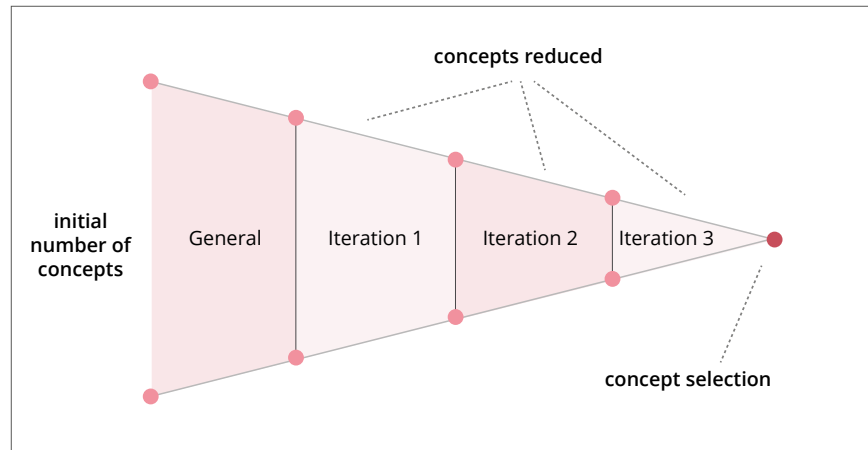 concepts reduced
initial
number of
concepts
General
Iteration 1
Iteration 2
Iteration 3
concept selection